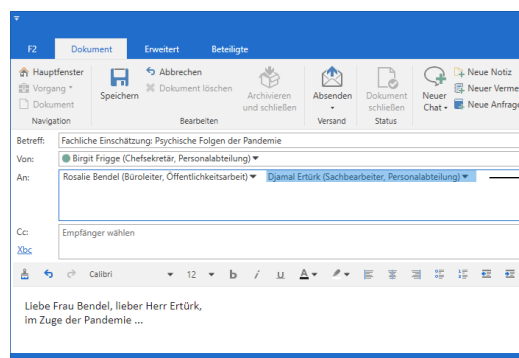 F2 Dokument Erweitert Beteiligte
Hauptfenster
Vorgang
Dokument
Navigation
Speichern
Abbrechen
Dokument löschen
Archivieren
und schließen
Bearbeiten
Absenden
Versand
Dokument
schließen
Status
Neuer
Chat
Neue Notiz
Neuer Verme
Neue Anfrage
Betreff: Fachliche Einschätzung: Psychische Folgen der Pandemie
Von: Birgit Frigge (Chefsekretär, Personalabteilung)
An: Rosalie Bendel (Büroleiter, Öffentlichkeitsarbeit) Djamal Ertürk (Sachbearbeiter, Personalabteilung)
Cc: Empfänger wählen
Xbc
Calibri 12 b i u A
Liebe Frau Bendel, lieber Herr Ertürk,
im Zuge der Pandemie ...